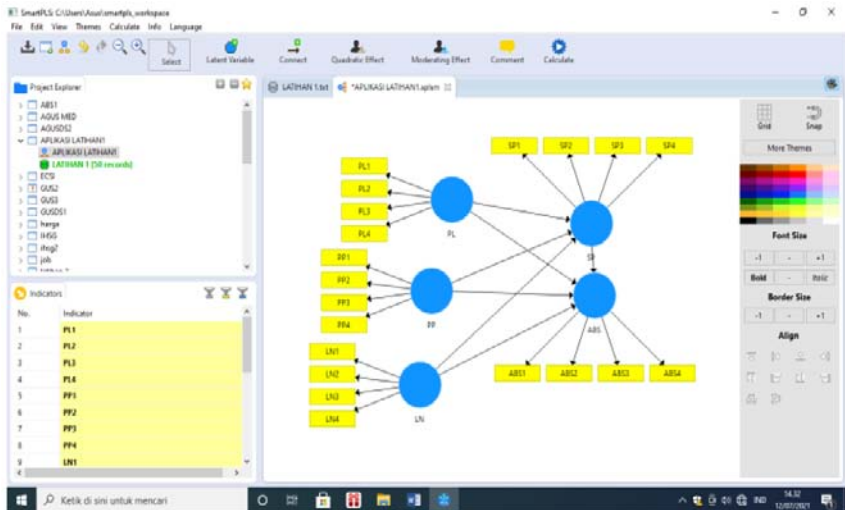 SmartPLS: C:\Users\Asus\smartpls_workspace
File Edit View Themes Calculate Info Language
Select
Latent Variable
Connect
Quadratic Effect
Moderating Effect
Comment
Calculate
Project Explorer
ABS1
AGUS MED
AGUSDS2
APLIKASI LATIHAN1
APLIKASI LATIHAN1
LATIHAN 1 [50 records]
ECSI
GUS2
GUS3
GUSDS1
harga
IHSG
ihsg2
job
Indicators
No. Indicator
1 PL1
2 PL2
3 PL3
4 PL4
5 PP1
6 PP2
7 PP3
8 PP4
9 LN1
LATIHAN 1.txt
*APLIKASI LATIHAN1.splsm
SP1 SP2 SP3 SP4
PL1
PL2
PL3
PL4
PL
SP
PP1
PP2
PP3
PP4
PP
ABS
LN1
LN2
LN3
LN4
LN
ABS1 ABS2 ABS3 ABS4
Grid Snap
More Themes
Font Size
-1 - +1
Bold - Italic
Border Size
-1 - +1
Align
Ketik di sini untuk mencari
IND
14.32
12/07/2021